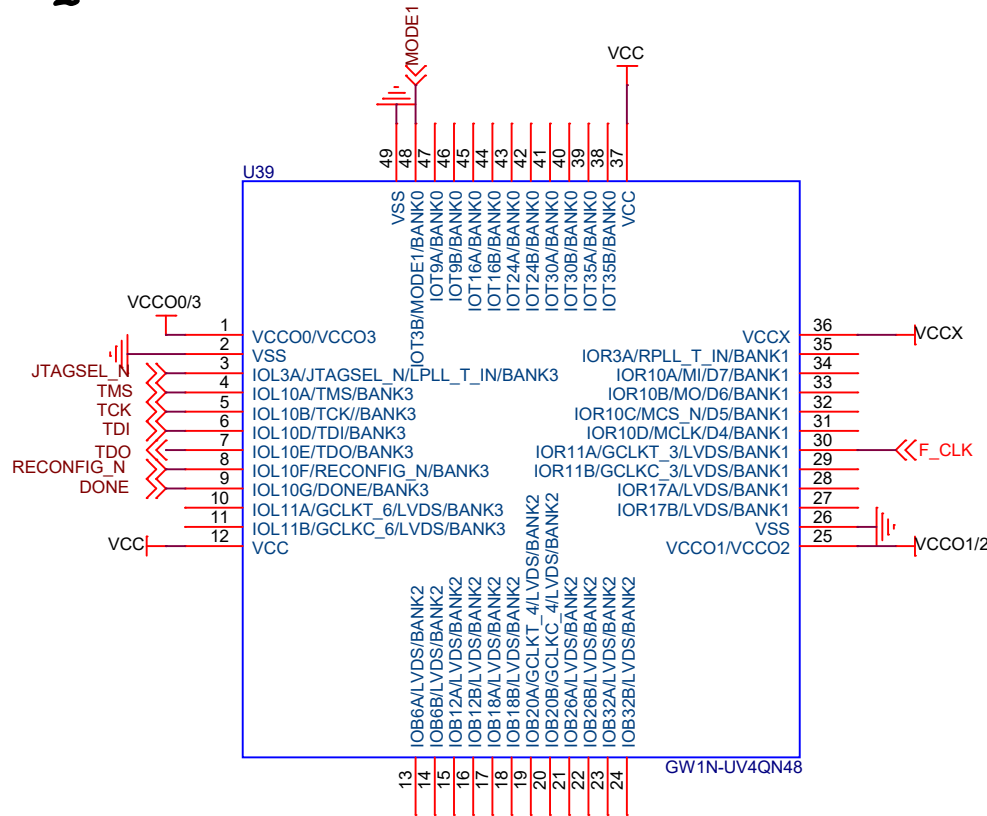 MODE1
VCC
49
48
47
46
45
44
43
42
41
40
39
38
37
U39
VSS
IOT3B/MODE1/BANK0
IOT9A/BANK0
IOT9B/BANK0
IOT16A/BANK0
IOT16B/BANK0
IOT24A/BANK0
IOT24B/BANK0
IOT30A/BANK0
IOT30B/BANK0
IOT35A/BANK0
IOT35B/BANK0
VCC
VCCO0/3
1 VCCO0/VCCO3
2 VSS
JTAGSEL_N 3 IOL3A/JTAGSEL_N/LPLL_T_IN/BANK3
TMS 4 IOL10A/TMS/BANK3
TCK 5 IOL10B/TCK//BANK3
TDI 6 IOL10D/TDI/BANK3
TDO 7 IOL10E/TDO/BANK3
RECONFIG_N 8 IOL10F/RECONFIG_N/BANK3
DONE 9 IOL10G/DONE/BANK3
10 IOL11A/GCLKT_6/LVDS/BANK3
11 IOL11B/GCLKC_6/LVDS/BANK3
VCC 12 VCC
VCCX 36 VCCX
IOR3A/RPLL_T_IN/BANK1 35
IOR10A/MI/D7/BANK1 34
IOR10B/MO/D6/BANK1 33
IOR10C/MCS_N/D5/BANK1 32
IOR10D/MCLK/D4/BANK1 31
IOR11A/GCLKT_3/LVDS/BANK1 30 F_CLK
IOR11B/GCLKC_3/LVDS/BANK1 29
IOR17A/LVDS/BANK1 28
IOR17B/LVDS/BANK1 27
VSS 26
VCCO1/VCCO2 25 VCCO1/2
IOB6A/LVDS/BANK2
IOB6B/LVDS/BANK2
IOB12A/LVDS/BANK2
IOB12B/LVDS/BANK2
IOB18A/LVDS/BANK2
IOB18B/LVDS/BANK2
IOB20A/GCLKT_4/LVDS/BANK2
IOB20B/GCLKC_4/LVDS/BANK2
IOB26A/LVDS/BANK2
IOB26B/LVDS/BANK2
IOB32A/LVDS/BANK2
IOB32B/LVDS/BANK2
GW1N-UV4QN48
13
14
15
16
17
18
19
20
21
22
23
24